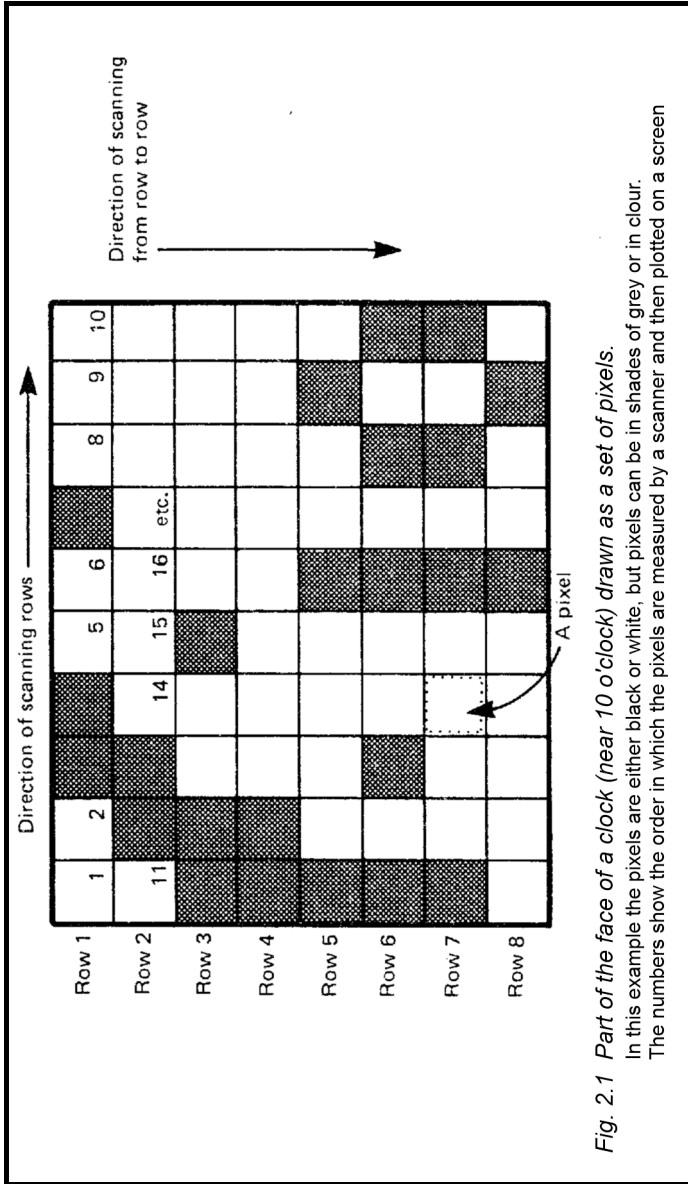 Direction of scanning rows
Direction of scanning
from row to row
1 2 5 6 8 9 10
11 14 15 16 etc.
Row 1
Row 2
Row 3
Row 4
Row 5
Row 6
Row 7
Row 8
A pixel
Fig. 2.1 Part of the face of a clock (near 10 o'clock) drawn as a set of pixels.
In this example the pixels are either black or white, but pixels can be in shades of grey or in clour.
The numbers show the order in which the pixels are measured by a scanner and then plotted on a screen